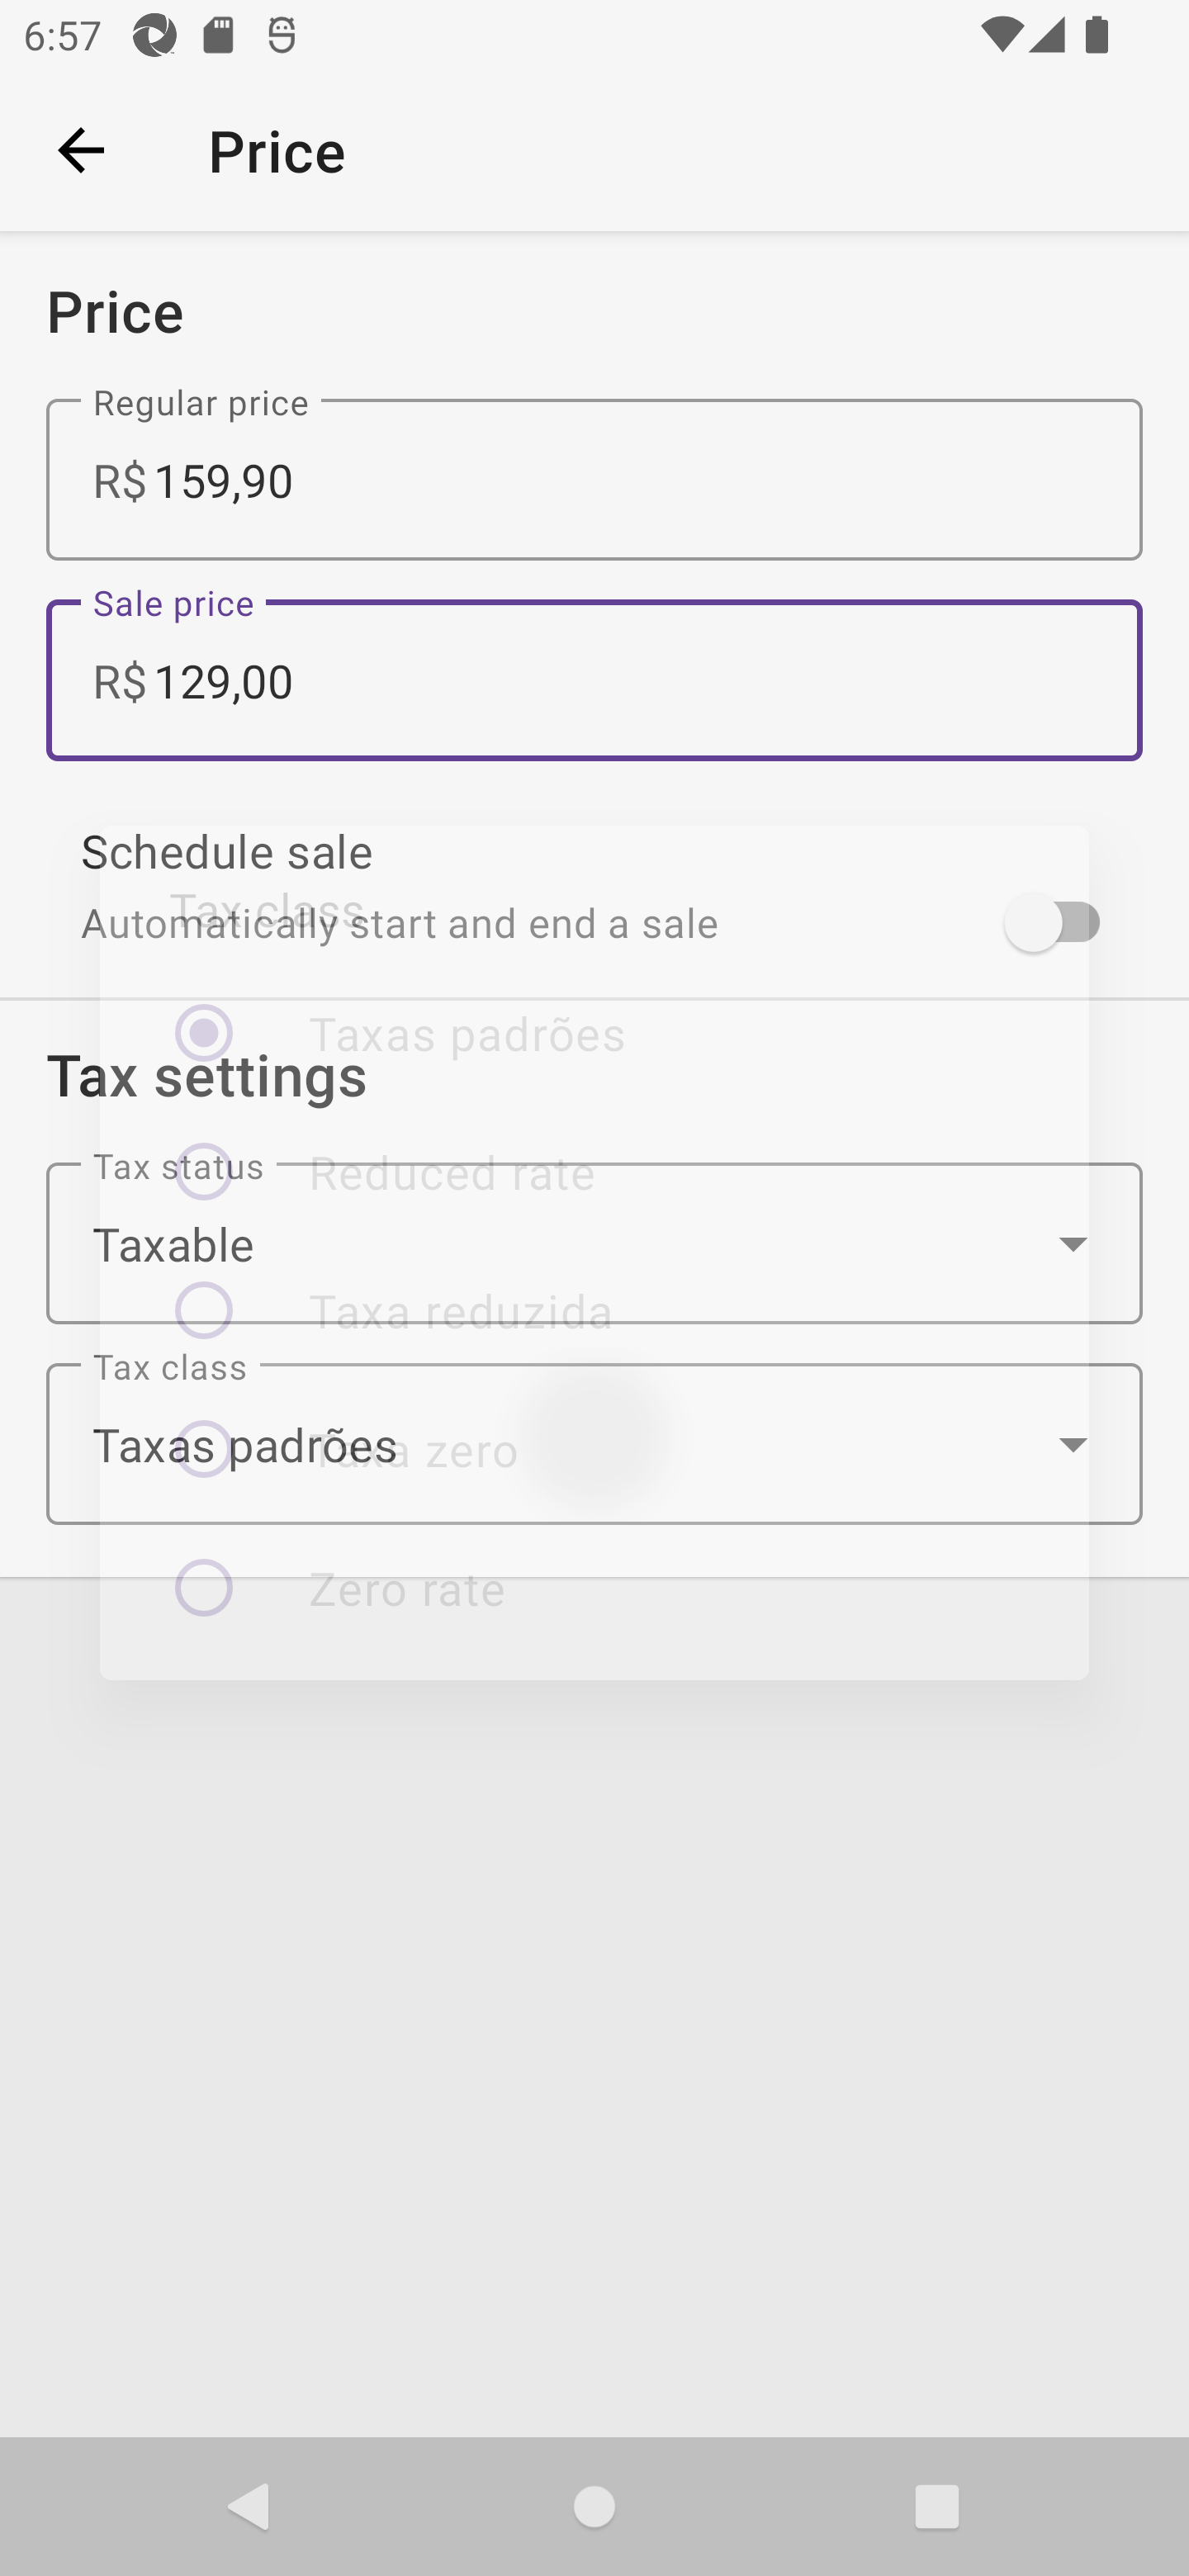 6:57
Price
Price
Regular price
R$ 159,90
Sale price
R$ 129,00
Schedule sale
Automatically start and end a sale
Tax settings
Tax status
Taxable
Tax class
Taxas padrões
Tax class
Taxas padrões
Reduced rate
Taxa reduzida
Taxa zero
Zero rate